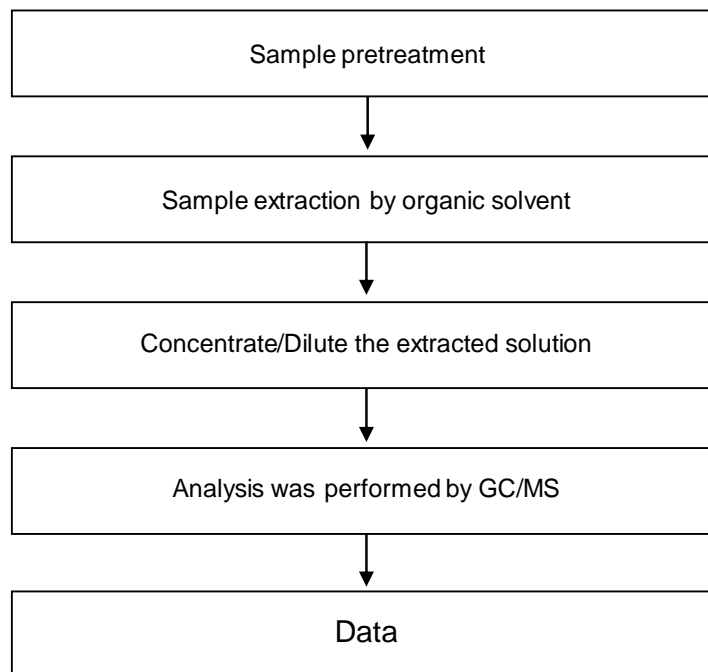 Sample pretreatment
Sample extraction by organic solvent
Concentrate/Dilute the extracted solution
Analysis was performed by GC/MS
Data